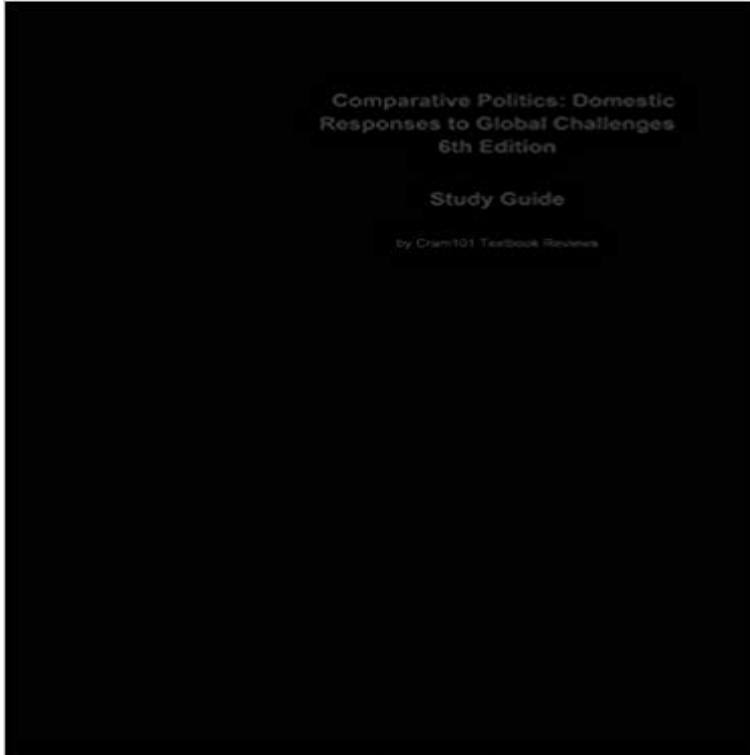 Comparative Politics: Domestic
Responses to Global Challenges
6th Edition
Study Guide
by Cram101 Textbook Reviews